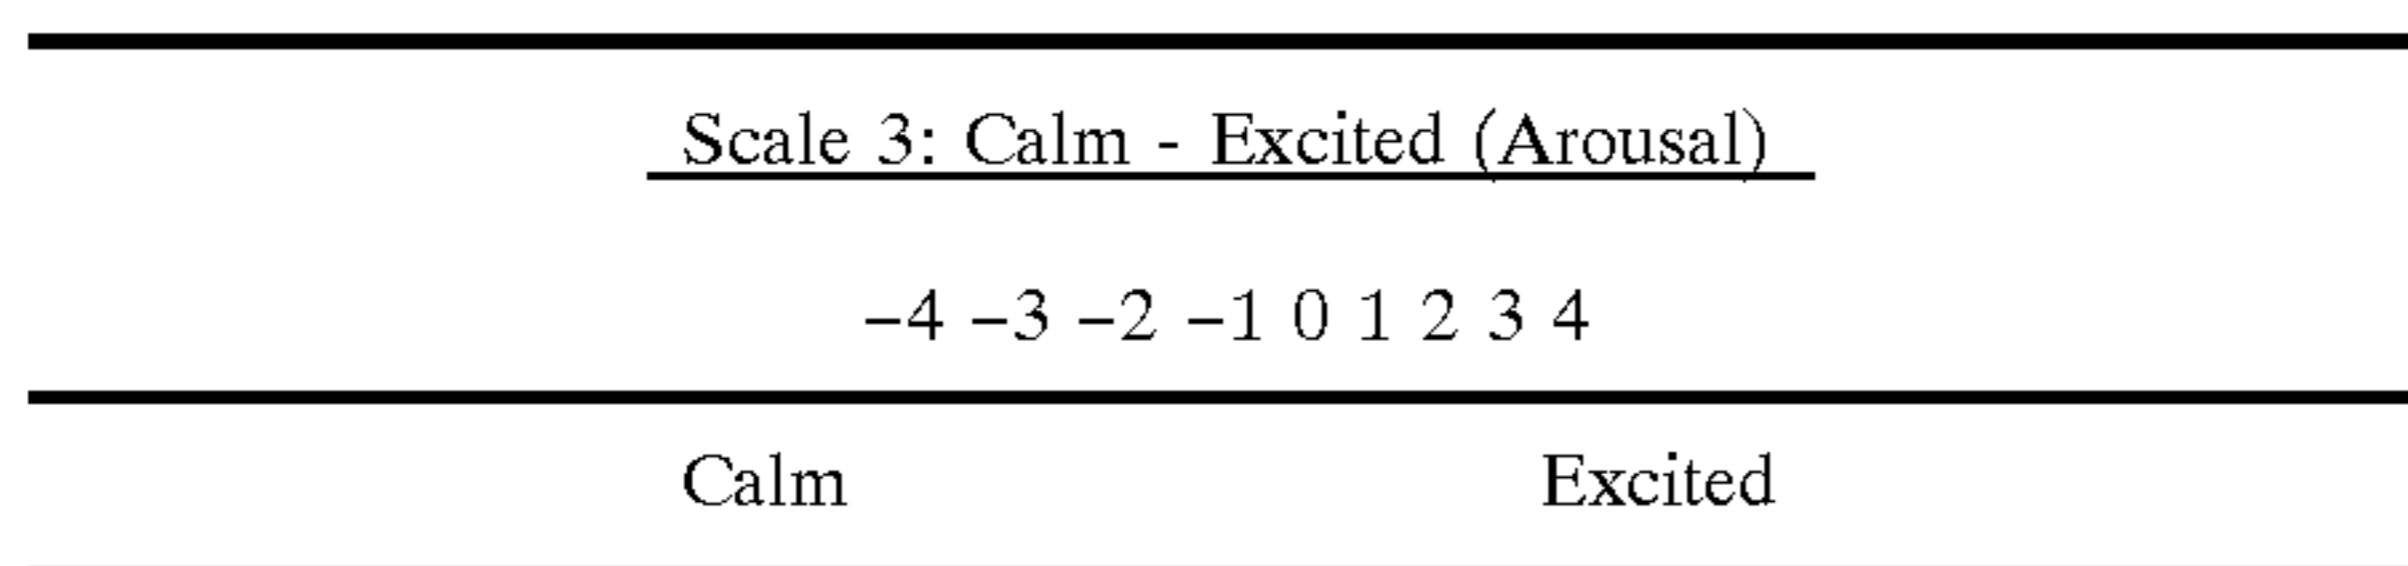 Scale 3: Calm - Excited (Arousal)
−4 −3 −2 −1 0 1 2 3 4
Calm Excited